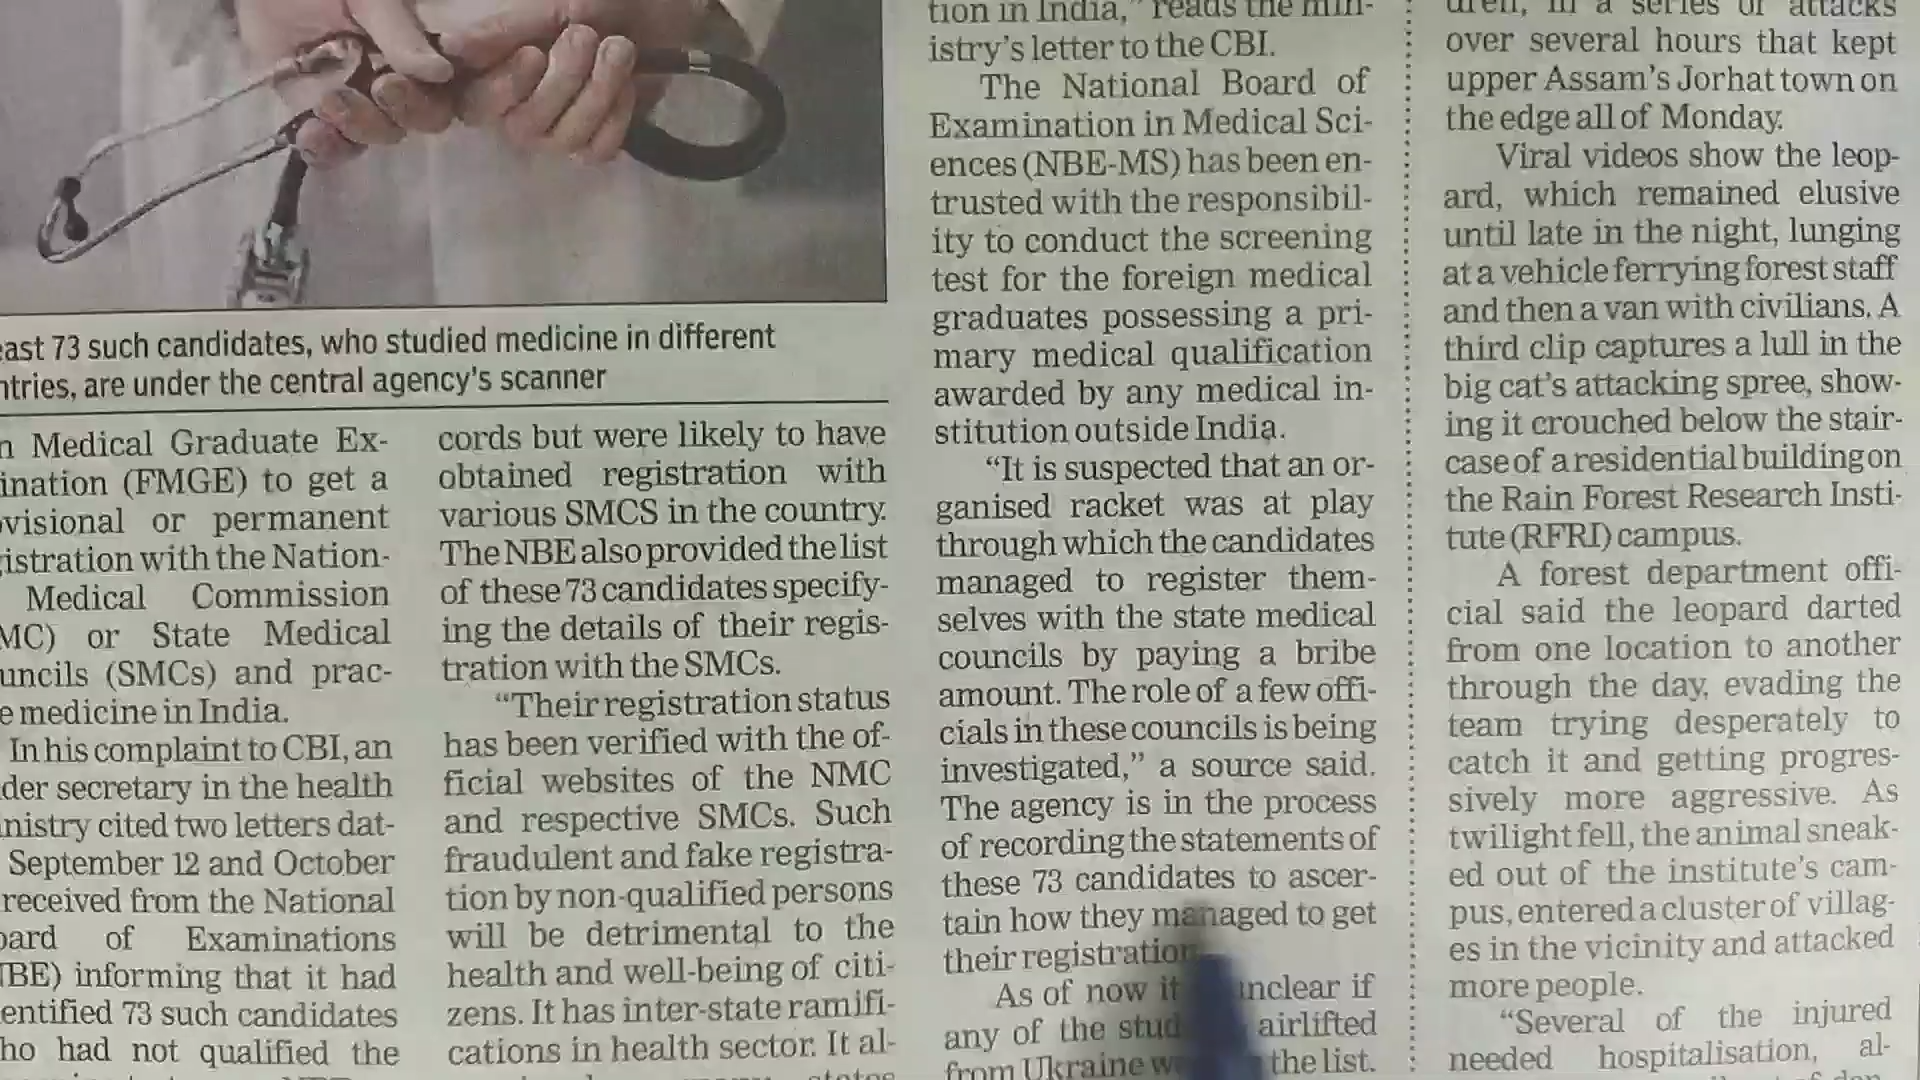 east 73 such candidates, who studied medicine in different
ntries, are under the central agency's scanner
n Medical Graduate Ex-
ination (FMGE) to get a
visional or permanent
istration with the Nation-
Medical Commission
MC) or State Medical
uncils (SMCs) and prac-
e medicine in India.
In his complaint to CBI, an
der secretary in the health
nistry cited two letters dat-
September 12 and October
received from the National
oard of Examinations
BE) informing that it had
entified 73 such candidates
ho had not qualified the
cords but were likely to have
obtained registration with
various SMCS in the country.
The NBE also provided the list
of these 73 candidates specify-
ing the details of their regis-
tration with the SMCs.
“Their registration status
has been verified with the of-
ficial websites of the NMC
and respective SMCs. Such
fraudulent and fake registra-
tion by non-qualified persons
will be detrimental to the
health and well-being of citi-
zens. It has inter-state ramifi-
cations in health sector. It al-
tion in India,” reads the min-
istry's letter to the CBI.
The National Board of
Examination in Medical Sci-
ences (NBE-MS) has been en-
trusted with the responsibil-
ity to conduct the screening
test for the foreign medical
graduates possessing a pri-
mary medical qualification
awarded by any medical in-
stitution outside India.
“It is suspected that an or-
ganised racket was at play
through which the candidates
managed to register them-
selves with the state medical
councils by paying a bribe
amount. The role of a few offi-
cials in these councils is being
investigated,” a source said.
The agency is in the process
of recording the statements of
these 73 candidates to ascer-
tain how they managed to get
their registration
As of now it unclear if
any of the stud airlifted
from Ukraine the list.
dren, in a series of attacks
over several hours that kept
upper Assam's Jorhat town on
the edge all of Monday.
Viral videos show the leop-
ard, which remained elusive
until late in the night, lunging
at a vehicle ferrying forest staff
and then a van with civilians. A
third clip captures a lull in the
big cat's attacking spree, show-
ing it crouched below the stair-
case of a residential building on
the Rain Forest Research Insti-
tute (RFRI) campus.
A forest department offi-
cial said the leopard darted
from one location to another
through the day, evading the
team trying desperately to
catch it and getting progres-
sively more aggressive. As
twilight fell, the animal sneak-
ed out of the institute's cam-
pus, entered a cluster of villag-
es in the vicinity and attacked
more people.
“Several of the injured
needed hospitalisation, al-